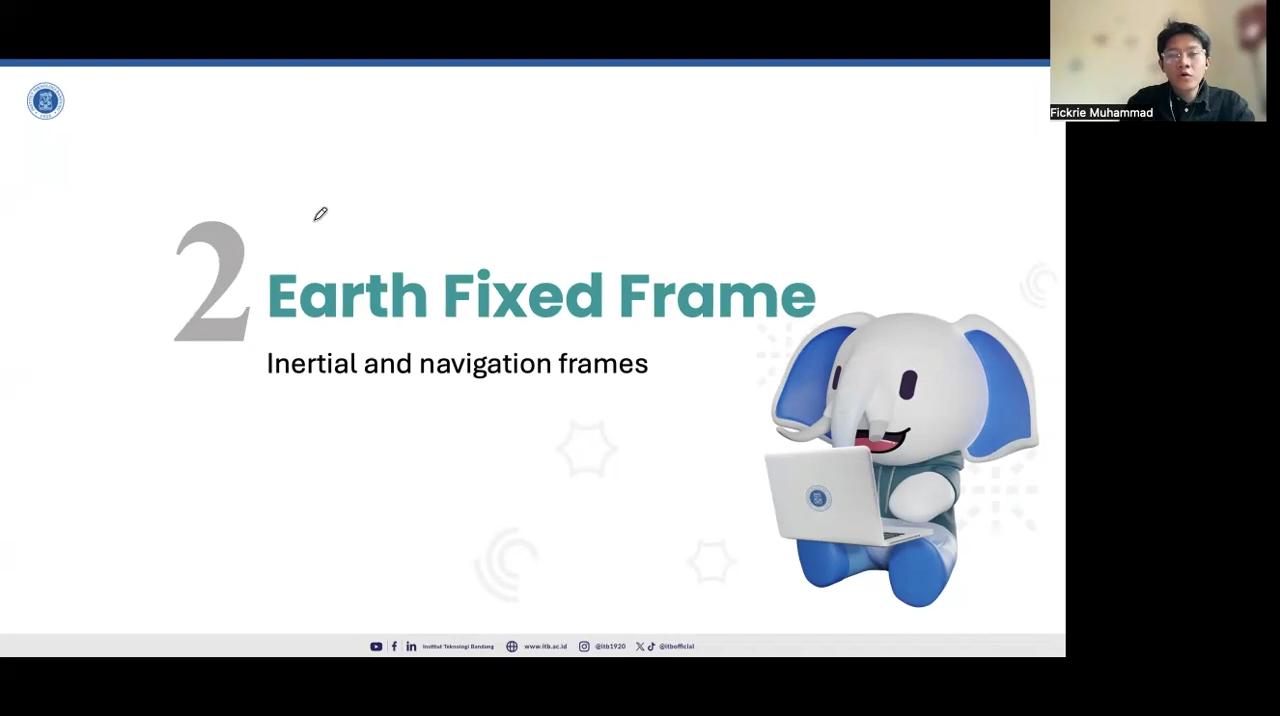 Fickrie Muhammad
2
Earth Fixed Frame
Inertial and navigation frames
Institut Teknologi Bandung
www.itb.ac.id
@itb1920
@itbofficial